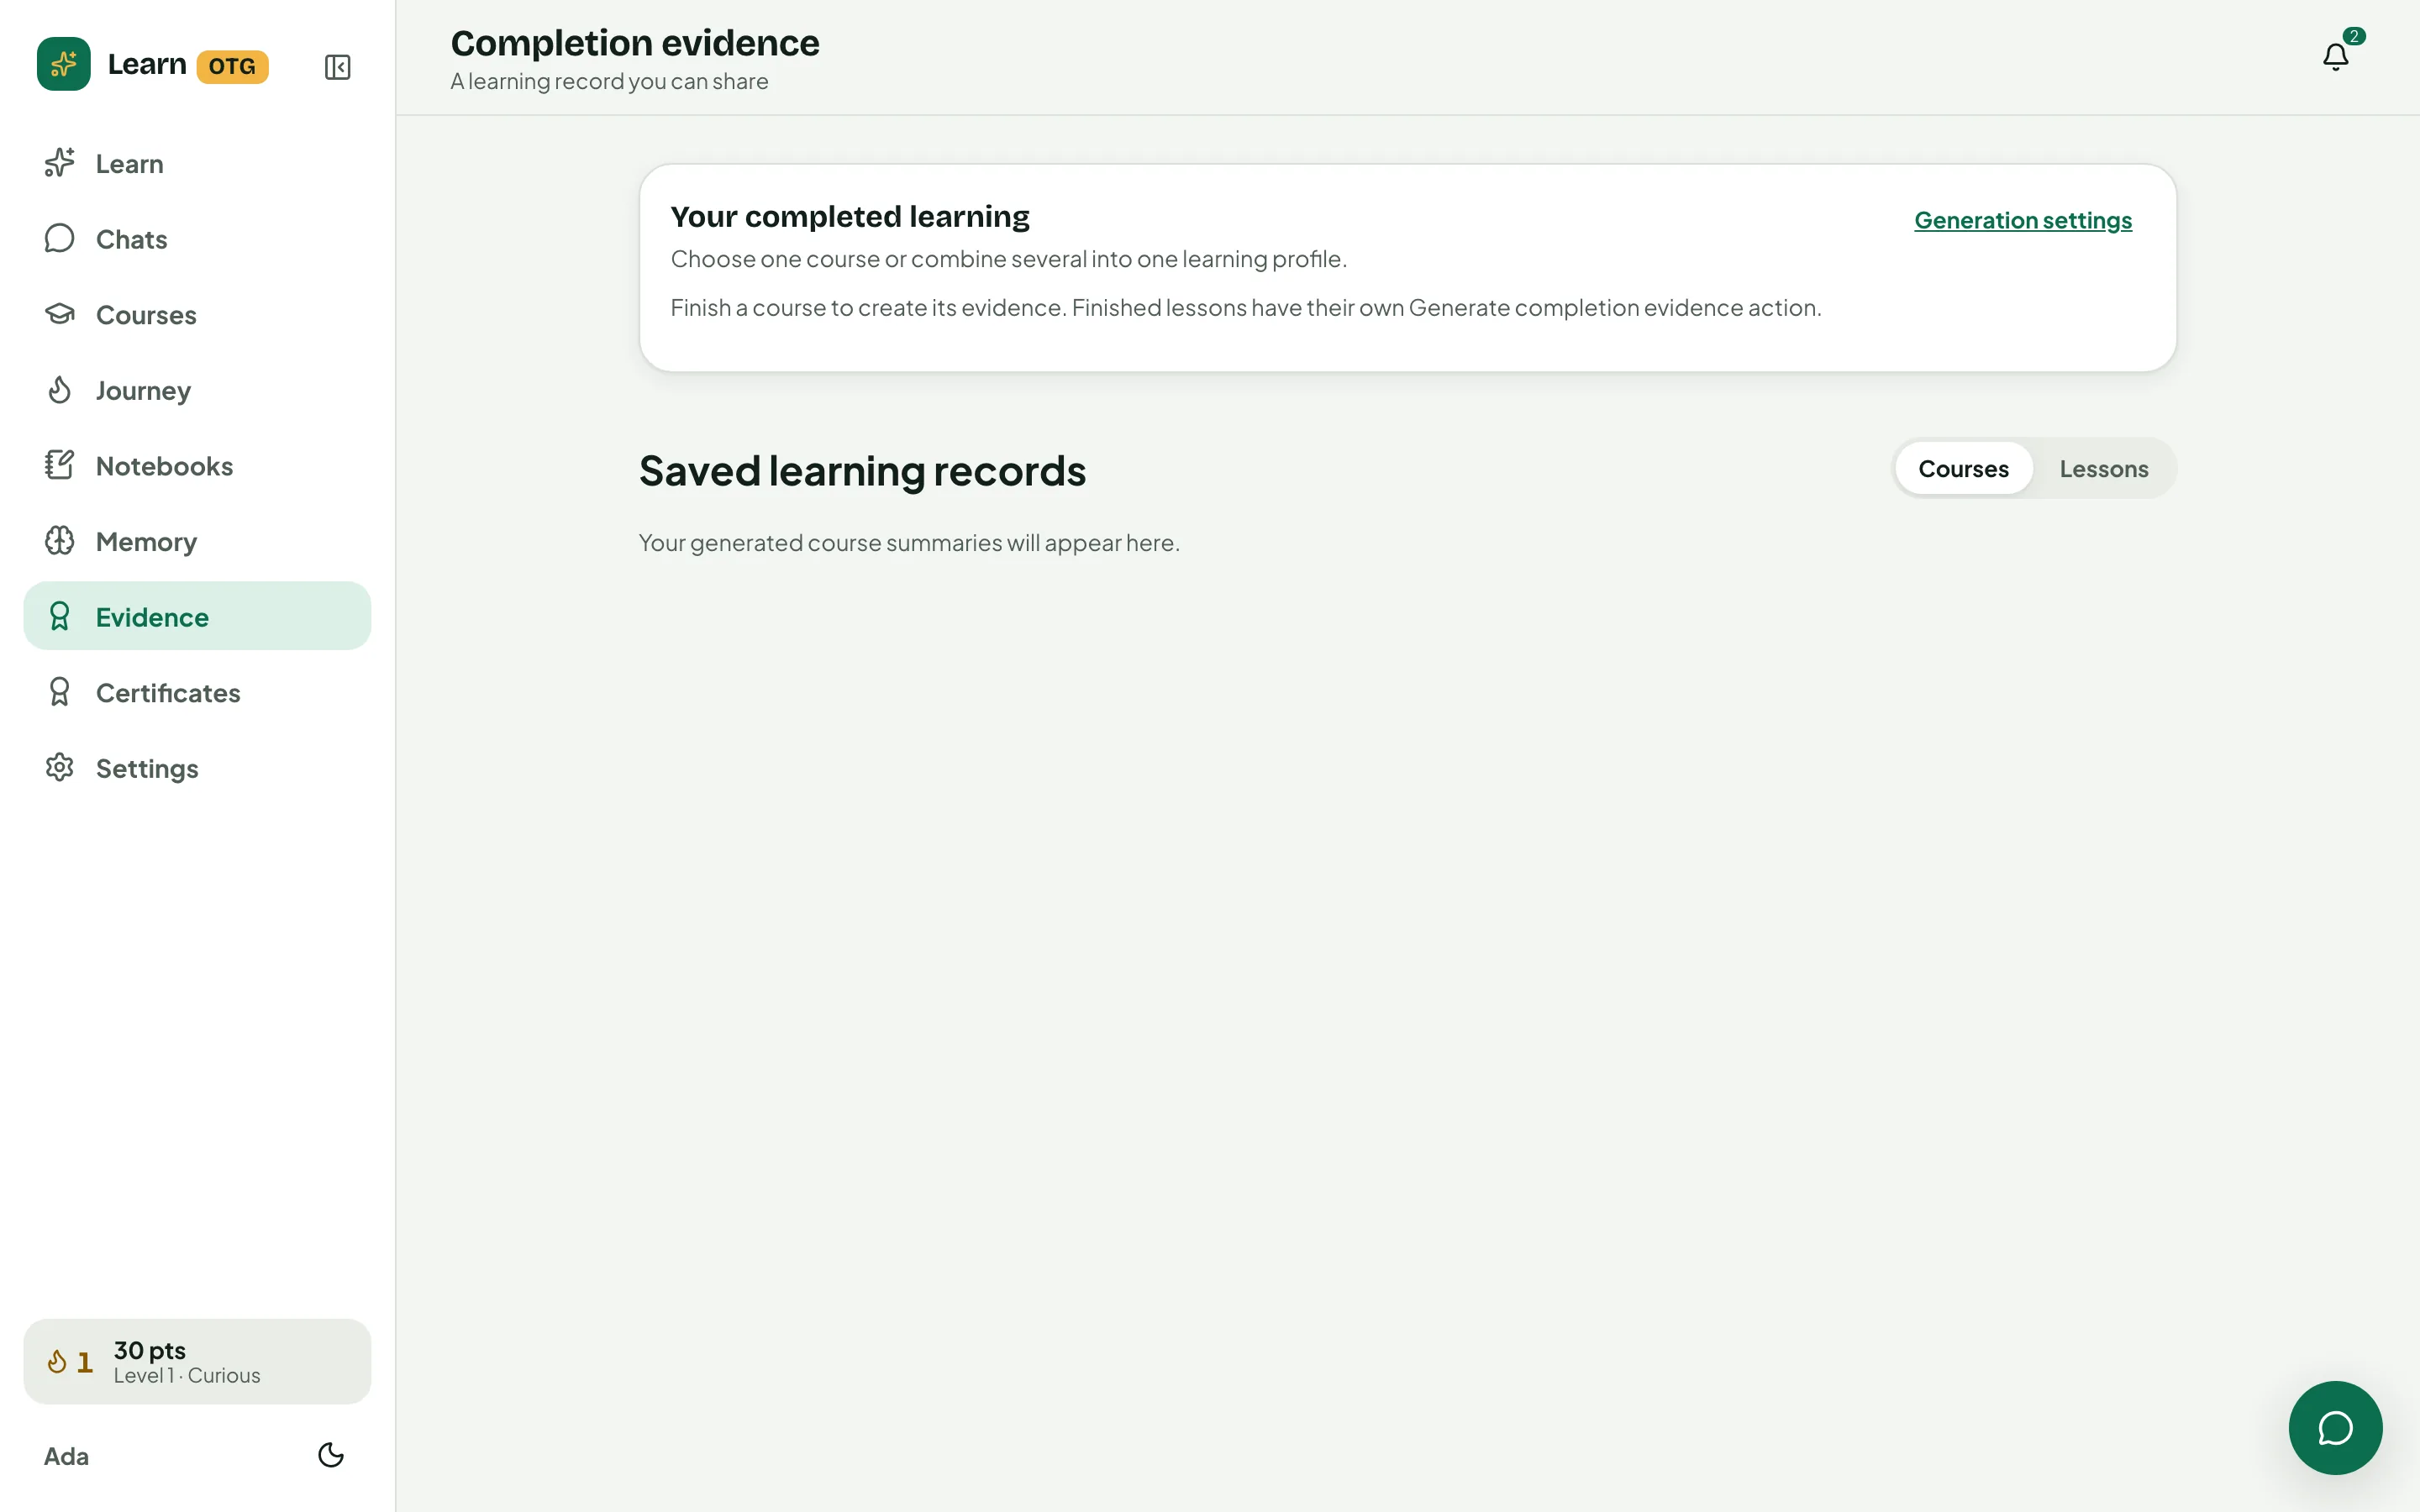 Learn OTG
Learn
Chats
Courses
Journey
Notebooks
Memory
Evidence
Certificates
Settings
1
30 pts
Level 1 · Curious
Ada
Completion evidence
A learning record you can share
2
Your completed learning
Generation settings
Choose one course or combine several into one learning profile.
Finish a course to create its evidence. Finished lessons have their own Generate completion evidence action.
Saved learning records
Courses
Lessons
Your generated course summaries will appear here.